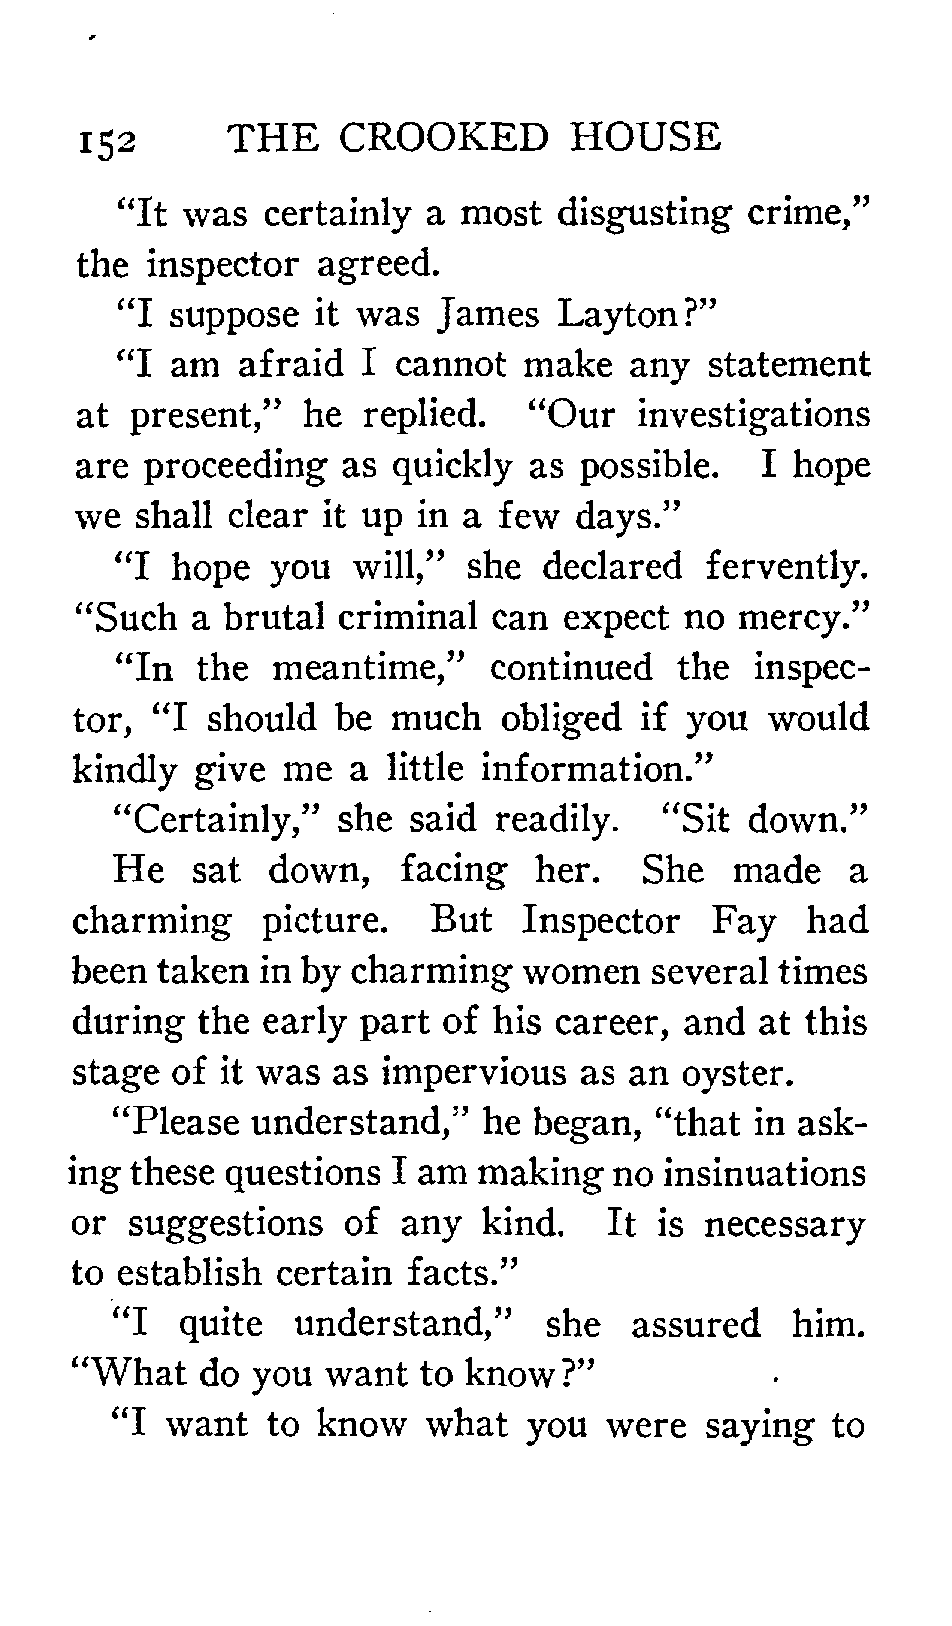 152 THE CROOKED HOUSE
“It was certainly a most disgusting crime,”
the inspector agreed.
“I suppose it was James Layton?”
“I am afraid I cannot make any statement
at present,” he replied. “Our investigations
are proceeding as quickly as possible. I hope
we shall clear it up in a few days.”
“I hope you will,” she declared fervently.
“Such a brutal criminal can expect no mercy.”
“In the meantime,” continued the inspec-
tor, “I should be much obliged if you would
kindly give me a little information.”
“Certainly,” she said readily. “Sit down.”
He sat down, facing her. She made a
charming picture. But Inspector Fay had
been taken in by charming women several times
during the early part of his career, and at this
stage of it was as impervious as an oyster.
“Please understand,” he began, “that in ask-
ing these questions I am making no insinuations
or suggestions of any kind. It is necessary
to establish certain facts.”
“I quite understand,” she assured him.
“What do you want to know?”
“I want to know what you were saying to